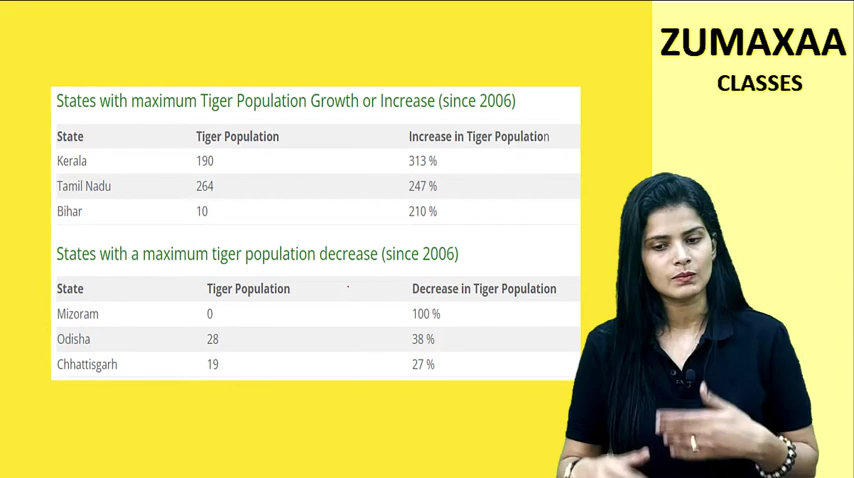 ZUMAXAA
CLASSES
States with maximum Tiger Population Growth or Increase (since 2006)
State Tiger Population Increase in Tiger Population
Kerala 190 313 %
Tamil Nadu 264 247 %
Bihar 10 210 %
States with a maximum tiger population decrease (since 2006)
State Tiger Population Decrease in Tiger Population
Mizoram 0 100 %
Odisha 28 38 %
Chhattisgarh 19 27 %